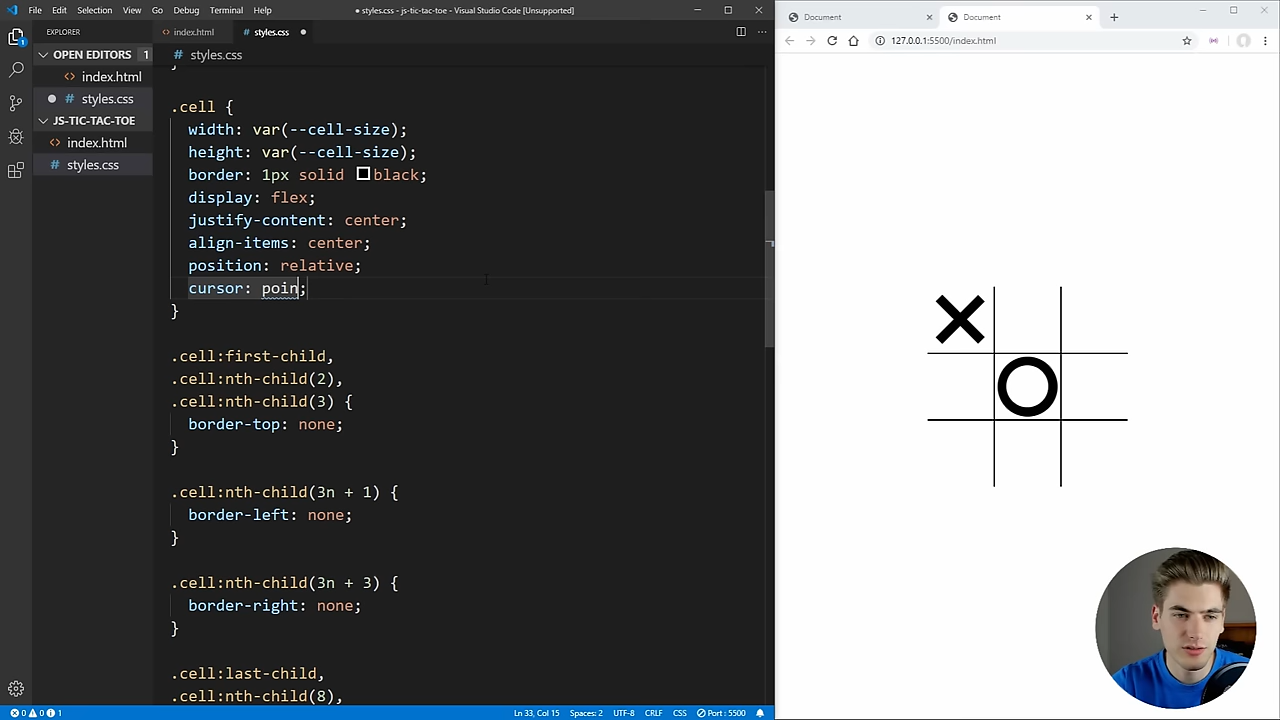 File Edit Selection View Go Debug Terminal Help
● styles.css - js-tic-tac-toe - Visual Studio Code [Unsupported]
EXPLORER
OPEN EDITORS 1
index.html
# styles.css
JS-TIC-TAC-TOE
index.html
# styles.css
1
index.html
# styles.css
# styles.css
}
.cell {
width: var(--cell-size);
height: var(--cell-size);
border: 1px solid black;
display: flex;
justify-content: center;
align-items: center;
position: relative;
cursor: poin;
}
.cell:first-child,
.cell:nth-child(2),
.cell:nth-child(3) {
border-top: none;
}
.cell:nth-child(3n + 1) {
border-left: none;
}
.cell:nth-child(3n + 3) {
border-right: none;
}
.cell:last-child,
.cell:nth-child(8),
0 0 1
Ln 33, Col 15 Spaces: 2 UTF-8 CRLF CSS Port : 5500
Document
Document
127.0.0.1:5500/index.html